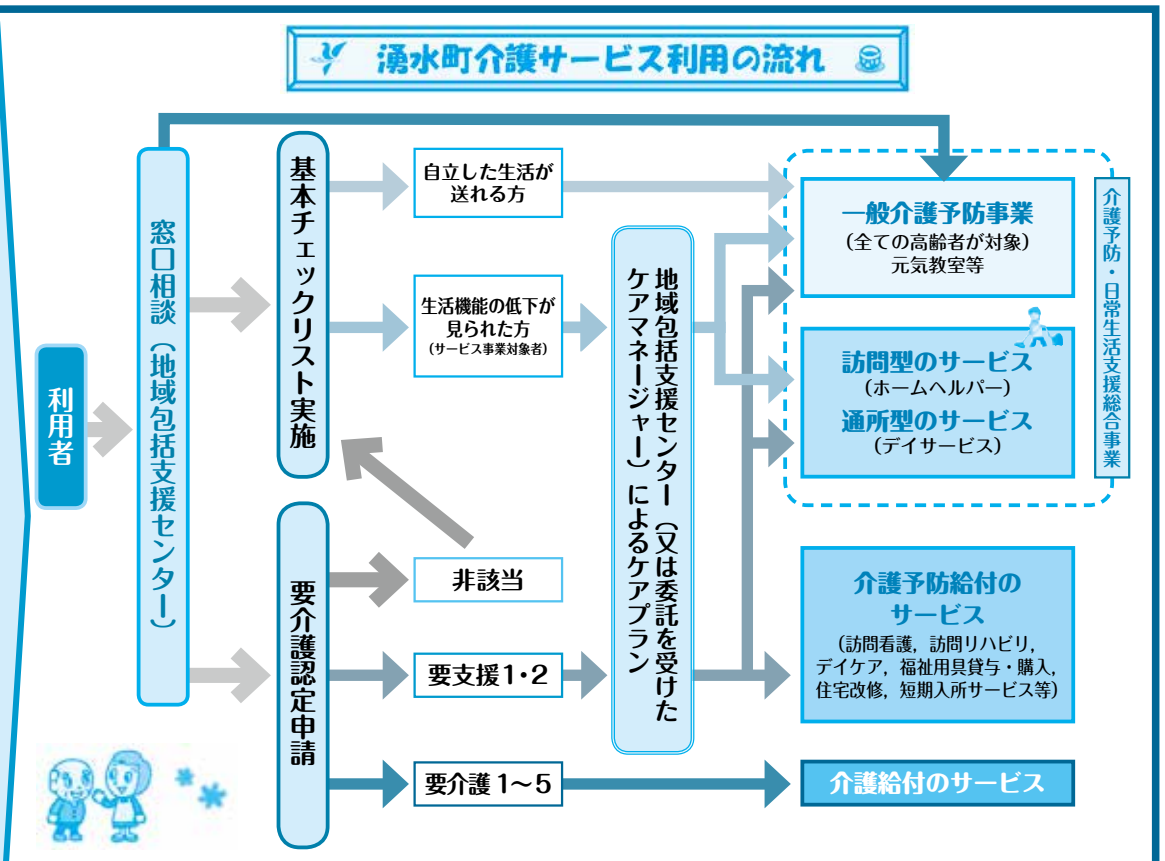 湧水町介護サービス利用の流れ
利用者
窓口相談（地域包括支援センター）
基本チェックリスト実施
自立した生活が
送れる方
生活機能の低下が
見られた方
（サービス事業対象者）
要介護認定申請
非該当
要支援1・2
要介護1～5
地域包括支援センター（又は委託を受けた
ケアマネージャー）によるケアプラン
一般介護予防事業
（全ての高齢者が対象）
元気教室等
訪問型のサービス
（ホームヘルパー）
通所型のサービス
（デイサービス）
介護予防・日常生活支援総合事業
介護予防給付の
サービス
（訪問看護，訪問リハビリ，
デイケア，福祉用具貸与・購入，
住宅改修，短期入所サービス等）
介護給付のサービス